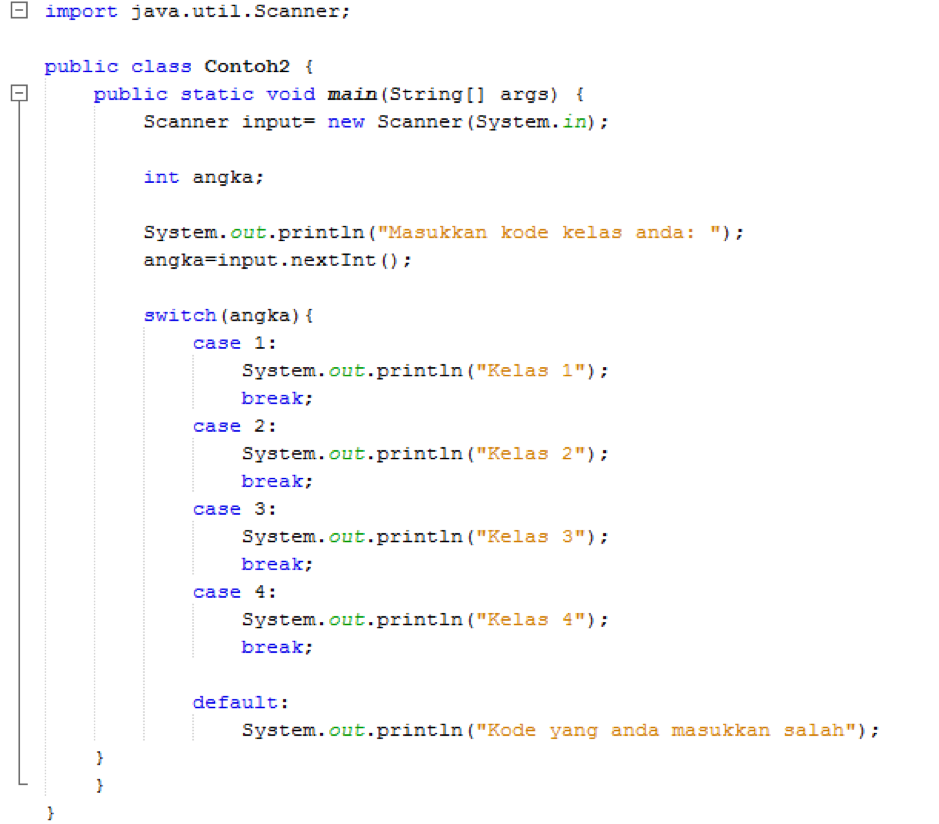 import java.util.Scanner;
public class Contoh2 {
public static void main(String[] args) {
Scanner input= new Scanner(System.in);
int angka;
System.out.println("Masukkan kode kelas anda: ");
angka=input.nextInt();
switch(angka){
case 1:
System.out.println("Kelas 1");
break;
case 2:
System.out.println("Kelas 2");
break;
case 3:
System.out.println("Kelas 3");
break;
case 4:
System.out.println("Kelas 4");
break;
default:
System.out.println("Kode yang anda masukkan salah");
}
}
}